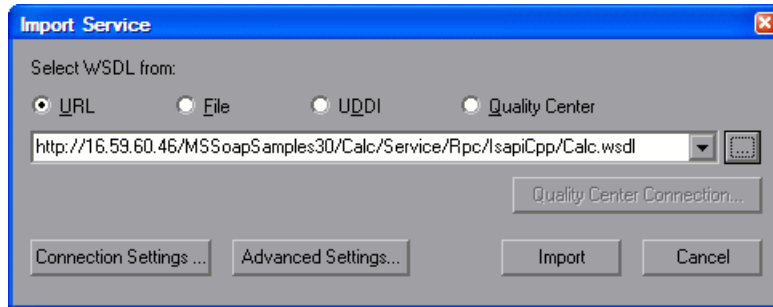 Import Service
Select WSDL from:
URL File UDDI Quality Center
http://16.59.60.46/MSSoapSamples30/Calc/Service/Rpc/IsapiCpp/Calc.wsdl ...
Quality Center Connection...
Connection Settings ... Advanced Settings... Import Cancel